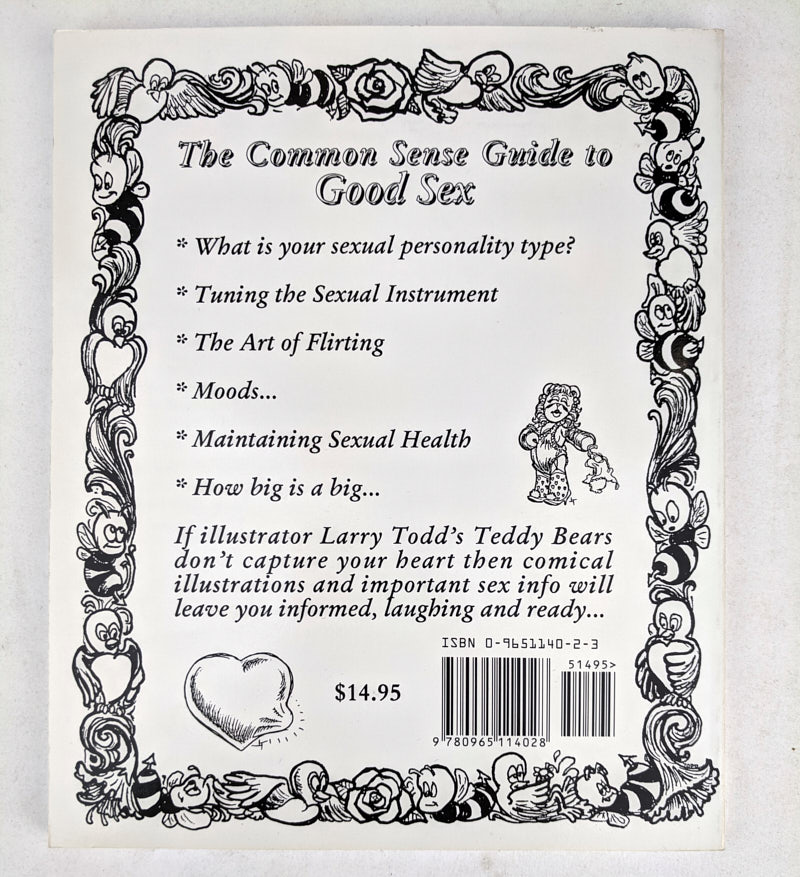 The Common Sense Guide to
Good Sex
* What is your sexual personality type?
* Tuning the Sexual Instrument
* The Art of Flirting
* Moods...
* Maintaining Sexual Health
* How big is a big...
If illustrator Larry Todd's Teddy Bears
don't capture your heart then comical
illustrations and important sex info will
leave you informed, laughing and ready...
ISBN 0-9651140-2-3
51495>
$14.95
9 780965 114028